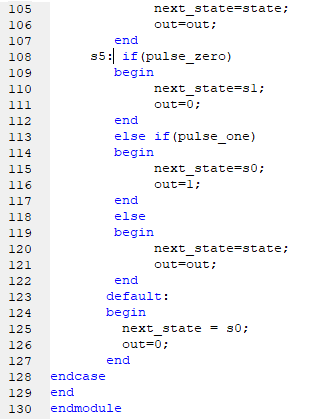 105 next_state=state;
106 out=out;
107 end
108 s5: if(pulse_zero)
109 begin
110 next_state=s1;
111 out=0;
112 end
113 else if(pulse_one)
114 begin
115 next_state=s0;
116 out=1;
117 end
118 else
119 begin
120 next_state=state;
121 out=out;
122 end
123 default:
124 begin
125 next_state = s0;
126 out=0;
127 end
128 endcase
129 end
130 endmodule